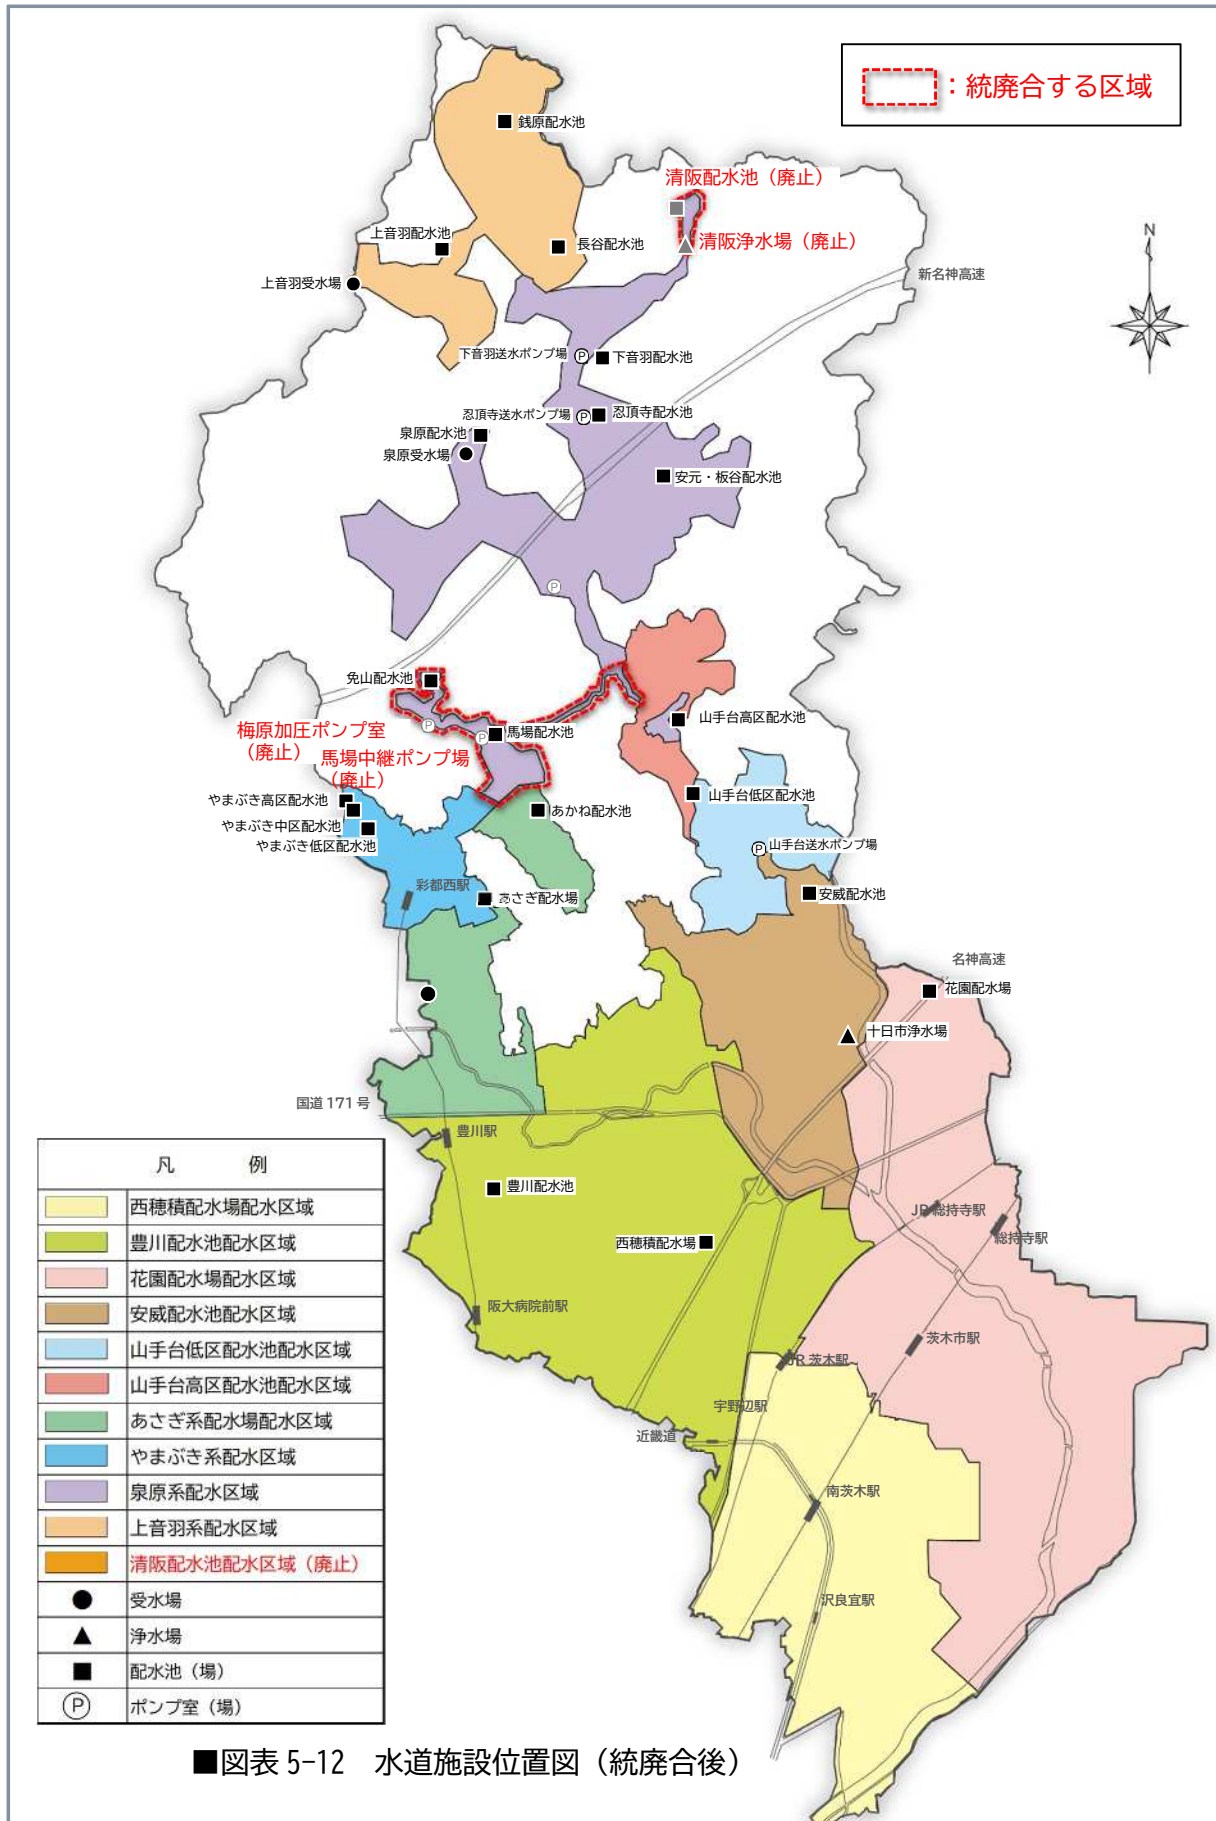 ：統廃合する区域
銭原配水池
清阪配水池（廃止）
上音羽配水池
長谷配水池
清阪浄水場（廃止）
上音羽受水場
新名神高速
N
下音羽送水ポンプ場
P
下音羽配水池
忍頂寺送水ポンプ場
P
忍頂寺配水池
泉原配水池
泉原受水場
安元・板谷配水池
P
免山配水池
山手台高区配水池
梅原加圧ポンプ室
（廃止）
P
P
馬場配水池
馬場中継ポンプ場
（廃止）
山手台低区配水池
やまぶき高区配水池
あかね配水池
やまぶき中区配水池
やまぶき低区配水池
P
山手台送水ポンプ場
彩都西駅
あさぎ配水場
安威配水池
名神高速
花園配水場
十日市浄水場
国道171号
豊川駅
豊川配水池
JR 総持寺駅
総持寺駅
西穂積配水場
阪大病院前駅
茨木市駅
JR 茨木駅
宇野辺駅
近畿道
南茨木駅
沢良宜駅
凡　例
西穂積配水場配水区域
豊川配水池配水区域
花園配水場配水区域
安威配水池配水区域
山手台低区配水池配水区域
山手台高区配水池配水区域
あさぎ系配水場配水区域
やまぶき系配水区域
泉原系配水区域
上音羽系配水区域
清阪配水池配水区域（廃止）
受水場
浄水場
配水池（場）
P ポンプ室（場）
■図表 5-12　水道施設位置図（統廃合後）